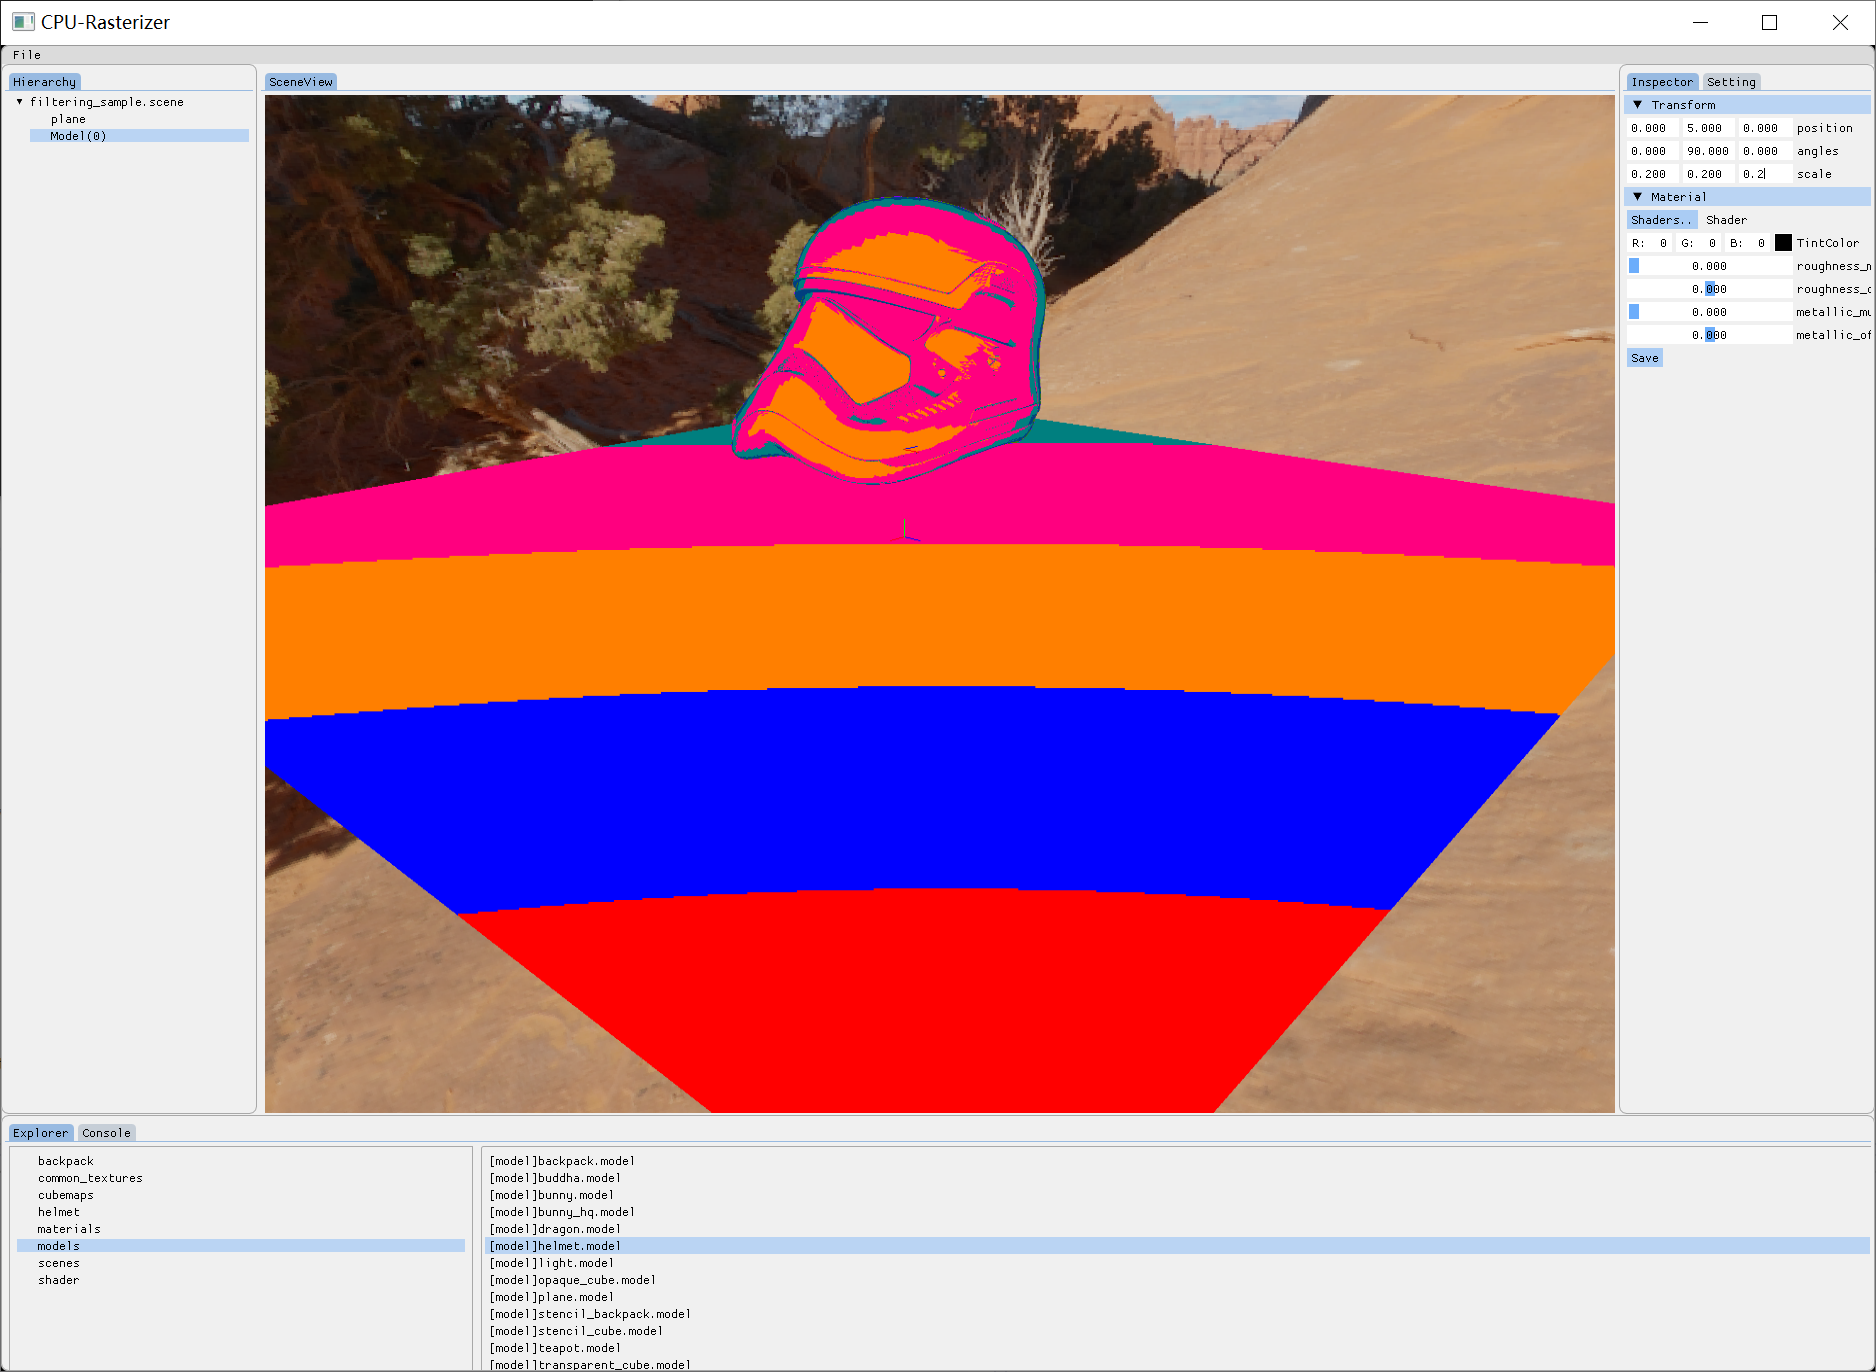 CPU-Rasterizer
File
Hierarchy
filtering_sample.scene
plane
Model(0)
SceneView
Inspector Setting
Transform
0.000 5.000 0.000 position
0.000 90.000 0.000 angles
0.200 0.200 0.2 scale
Material
Shaders.. Shader
R: 0 G: 0 B: 0 TintColor
0.000 roughness_m
0.000 roughness_o
0.000 metallic_mu
0.000 metallic_of
Save
Explorer Console
backpack
common_textures
cubemaps
helmet
materials
models
scenes
shader
[model]backpack.model
[model]buddha.model
[model]bunny.model
[model]bunny_hq.model
[model]dragon.model
[model]helmet.model
[model]light.model
[model]opaque_cube.model
[model]plane.model
[model]stencil_backpack.model
[model]stencil_cube.model
[model]teapot.model
[model]transparent_cube.model